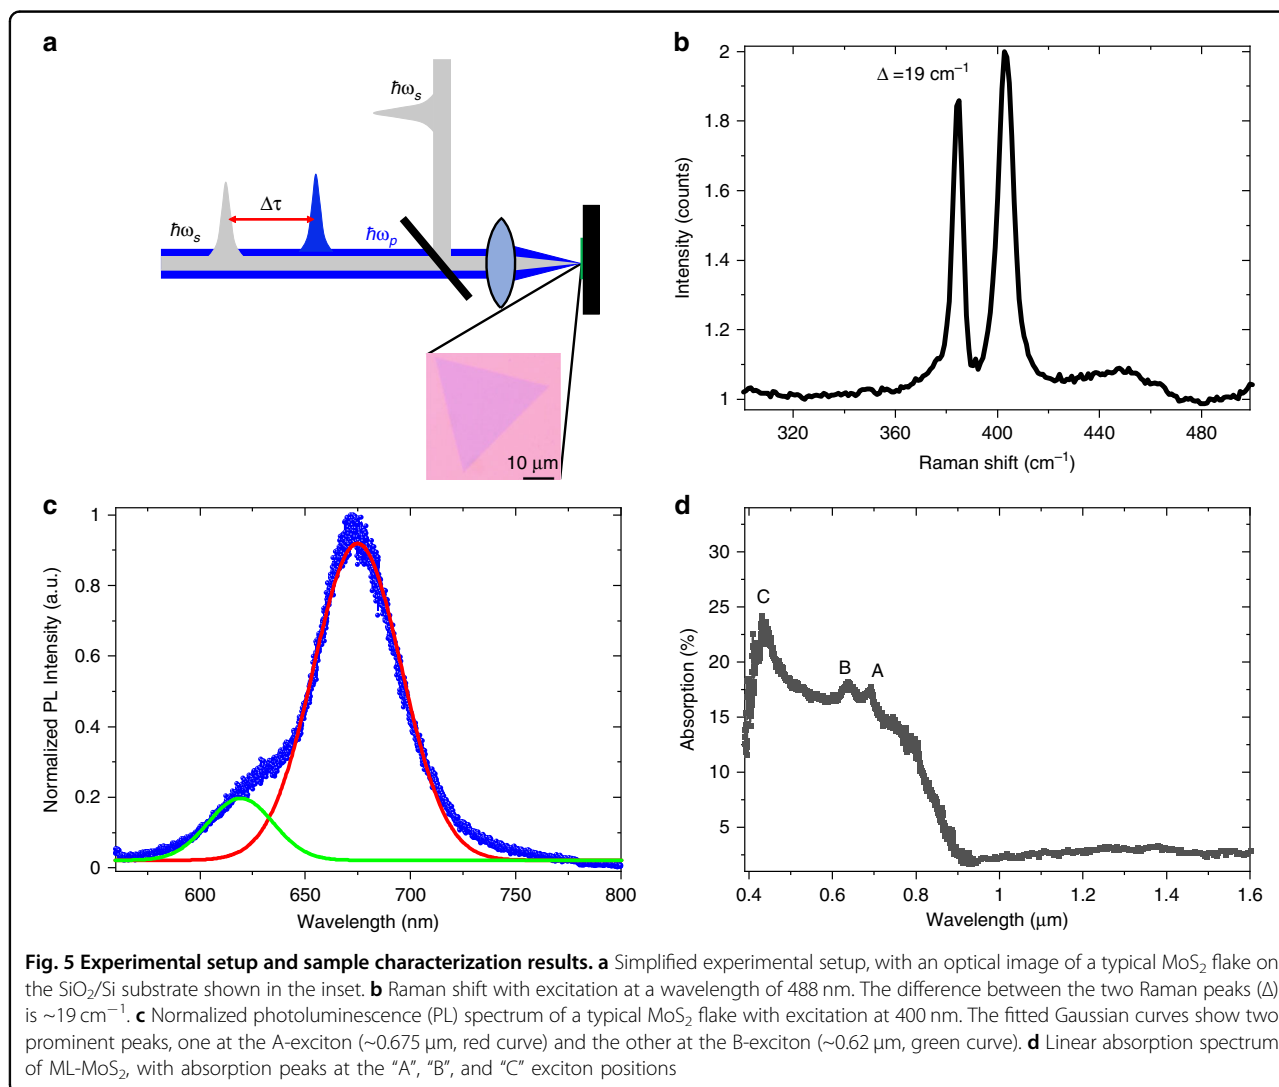 a
ħωs
Δτ
ħωs
ħωp
10 μm
b
Δ =19 cm⁻¹
2
1.8
1.6
1.4
1.2
1
Intensity (counts)
320
360
400
440
480
Raman shift (cm⁻¹)
c
1
0.8
0.6
0.4
0.2
0
Normalized PL Intensity (a.u.)
600
650
700
750
800
Wavelength (nm)
d
30
25
20
15
10
5
Absorption (%)
C
B
A
0.4
0.6
0.8
1
1.2
1.4
1.6
Wavelength (μm)
Fig. 5 Experimental setup and sample characterization results. a Simplified experimental setup, with an optical image of a typical MoS₂ flake on
the SiO₂/Si substrate shown in the inset. b Raman shift with excitation at a wavelength of 488 nm. The difference between the two Raman peaks (Δ)
is ~19 cm⁻¹. c Normalized photoluminescence (PL) spectrum of a typical MoS₂ flake with excitation at 400 nm. The fitted Gaussian curves show two
prominent peaks, one at the A-exciton (~0.675 μm, red curve) and the other at the B-exciton (~0.62 μm, green curve). d Linear absorption spectrum
of ML-MoS₂, with absorption peaks at the “A”, “B”, and “C” exciton positions